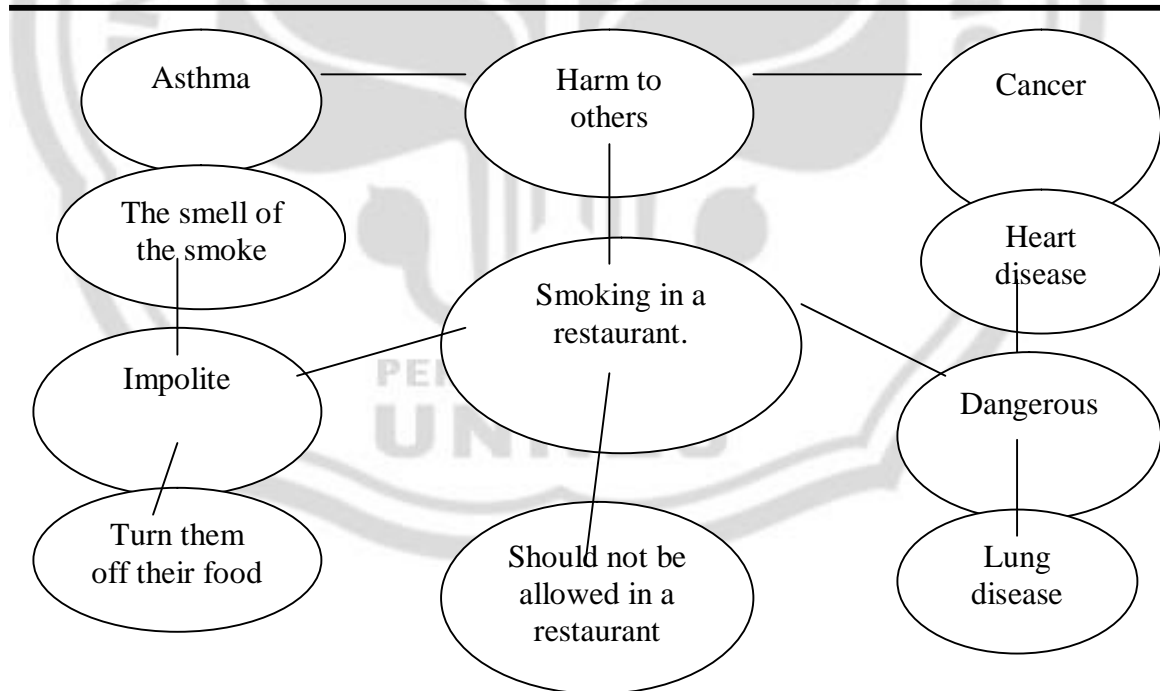 Asthma
Harm to
others
Cancer
The smell of
the smoke
Heart
disease
Smoking in a
restaurant.
Impolite
Dangerous
Turn them
off their food
Should not be
allowed in a
restaurant
Lung
disease